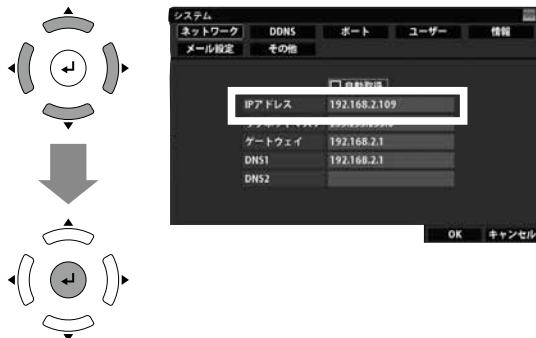 システム
ネットワーク DDNS ポート ユーザー 情報
メール設定 その他
自動取得
IPアドレス 192.168.2.109
ゲートウェイ 192.168.2.1
DNS1 192.168.2.1
DNS2
OK キャンセル